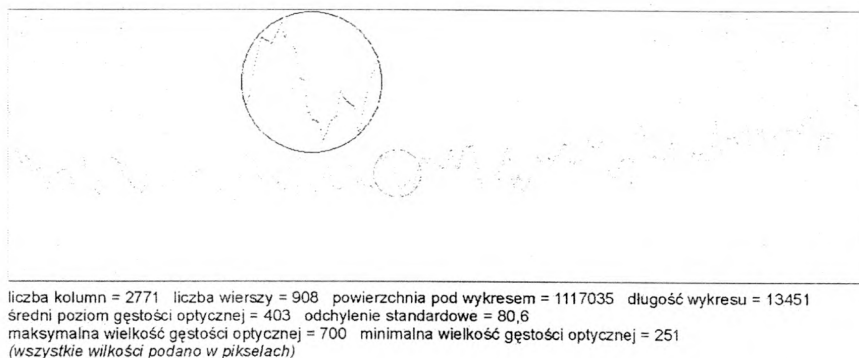 liczba kolumn = 2771 liczba wierszy = 908 powierzchnia pod wykresem = 1117035 długość wykresu = 13451
średni poziom gęstości optycznej = 403 odchylenie standardowe = 80,6
maksymalna wielkość gęstości optycznej = 700 minimalna wielkość gęstości optycznej = 251
(wszystkie wilkości podano w pikselach)